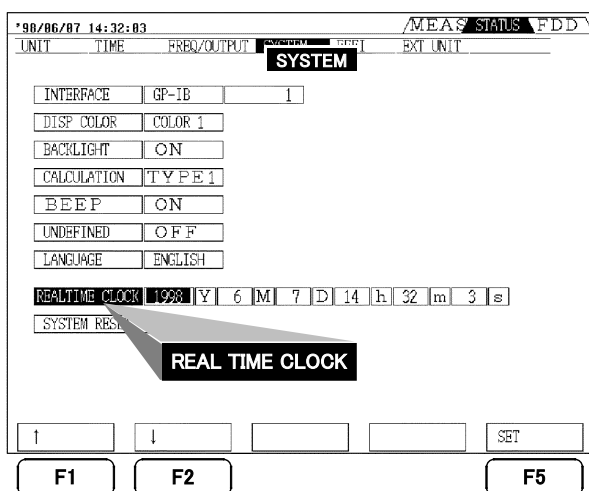 '98/06/07 14:32:03 MEAS STATUS FDD
UNIT TIME FREQ/OUTPUT SYSTEM EXT UNIT
SYSTEM
INTERFACE GP-IB 1
DISP COLOR COLOR 1
BACKLIGHT ON
CALCULATION TYPE1
BEEP ON
UNDEFINED OFF
LANGUAGE ENGLISH
REALTIME CLOCK 1998 Y 6 M 7 D 14 h 32 m 3 s
SYSTEM
REAL TIME CLOCK
↑ ↓ SET
F1 F2 F5